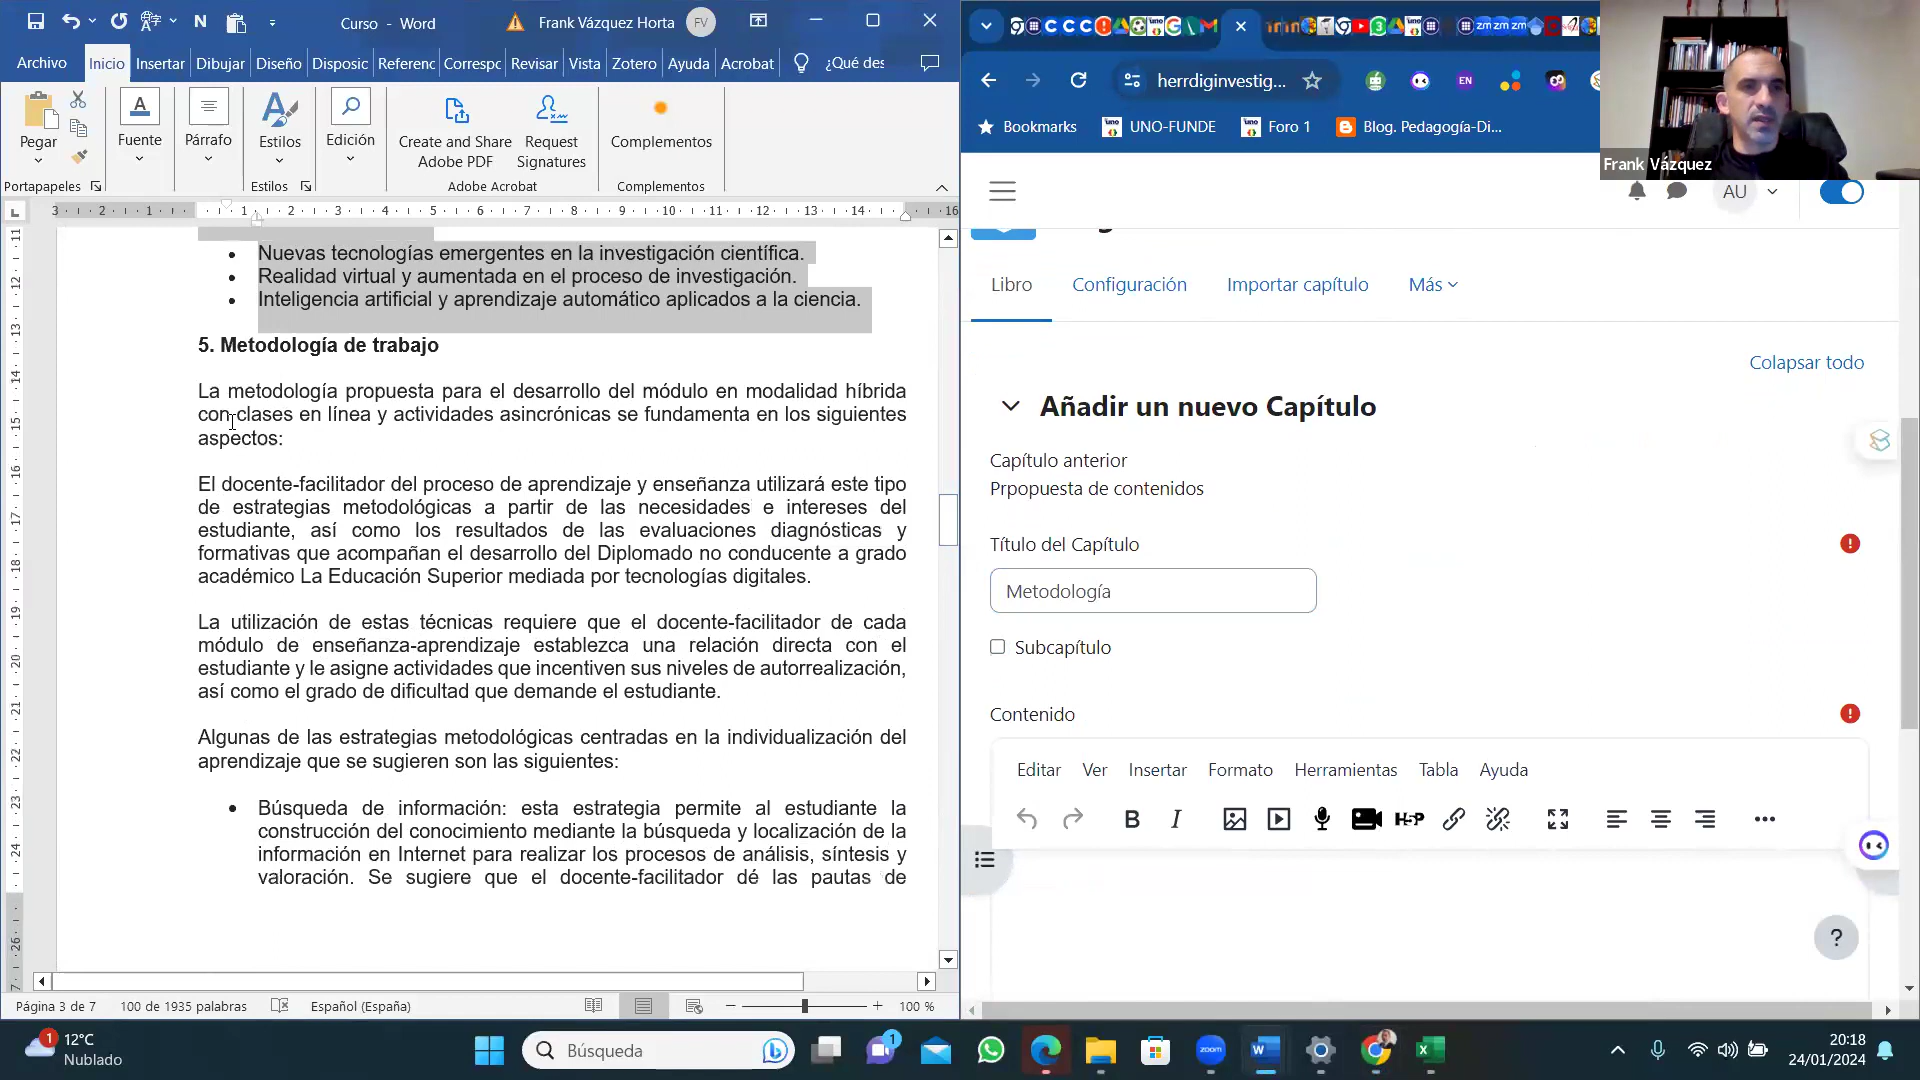 Curso - Word
Frank Vázquez Horta
FV
Archivo
Inicio
Insertar
Dibujar
Diseño
Disposic
Referenc
Corresp
Revisar
Vista
Zotero
Ayuda
Acrobat
¿Qué des
Pegar
Fuente
Párrafo
Estilos
Edición
Create and Share
Adobe PDF
Request
Signatures
Complementos
Portapapeles
Estilos
Adobe Acrobat
Complementos
Nuevas tecnologías emergentes en la investigación científica.
Realidad virtual y aumentada en el proceso de investigación.
Inteligencia artificial y aprendizaje automático aplicados a la ciencia.
5. Metodología de trabajo
La metodología propuesta para el desarrollo del módulo en modalidad híbrida
con clases en línea y actividades asincrónicas se fundamenta en los siguientes
aspectos:
El docente-facilitador del proceso de aprendizaje y enseñanza utilizará este tipo
de estrategias metodológicas a partir de las necesidades e intereses del
estudiante, así como los resultados de las evaluaciones diagnósticas y
formativas que acompañan el desarrollo del Diplomado no conducente a grado
académico La Educación Superior mediada por tecnologías digitales.
La utilización de estas técnicas requiere que el docente-facilitador de cada
módulo de enseñanza-aprendizaje establezca una relación directa con el
estudiante y le asigne actividades que incentiven sus niveles de autorrealización,
así como el grado de dificultad que demande el estudiante.
Algunas de las estrategias metodológicas centradas en la individualización del
aprendizaje que se sugieren son las siguientes:
Búsqueda de información: esta estrategia permite al estudiante la
construcción del conocimiento mediante la búsqueda y localización de la
información en Internet para realizar los procesos de análisis, síntesis y
valoración. Se sugiere que el docente-facilitador dé las pautas de
Página 3 de 7
100 de 1935 palabras
Español (España)
100 %
herrdiginvestig...
EN
Bookmarks
UNO-FUNDE
Foro 1
Blog. Pedagogía-Di...
Frank Vázquez
AU
Libro
Configuración
Importar capítulo
Más
Colapsar todo
Añadir un nuevo Capítulo
Capítulo anterior
Prpopuesta de contenidos
Título del Capítulo
Metodología
Subcapítulo
Contenido
Editar
Ver
Insertar
Formato
Herramientas
Tabla
Ayuda
B
I
H5P
?
1
12°C
Nublado
Búsqueda
1
zoom
20:18
24/01/2024